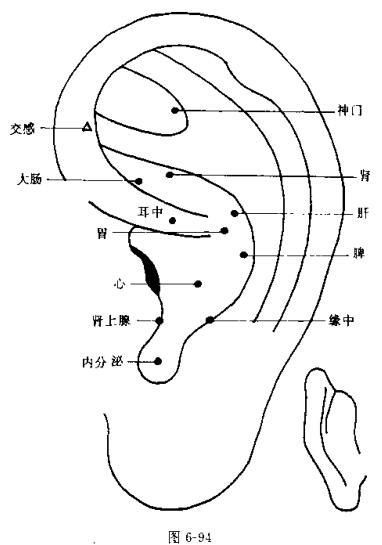 神门
交感
肾
大肠
耳中
肝
胃
脾
心
肾上腺
缘中
内分泌
图 6-94